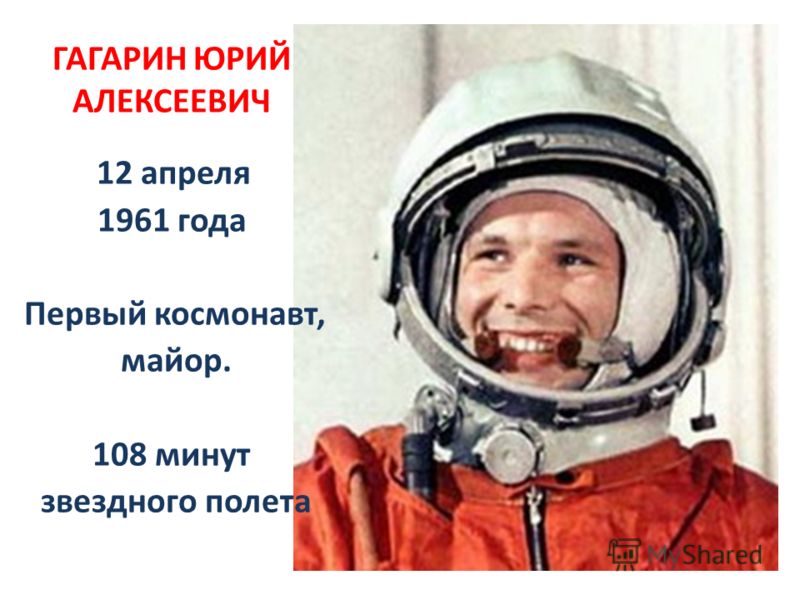 ГАГАРИН ЮРИЙ
АЛЕКСЕЕВИЧ
12 апреля
1961 года
Первый космонавт,
майор.
108 минут
звездного полета
MyShared